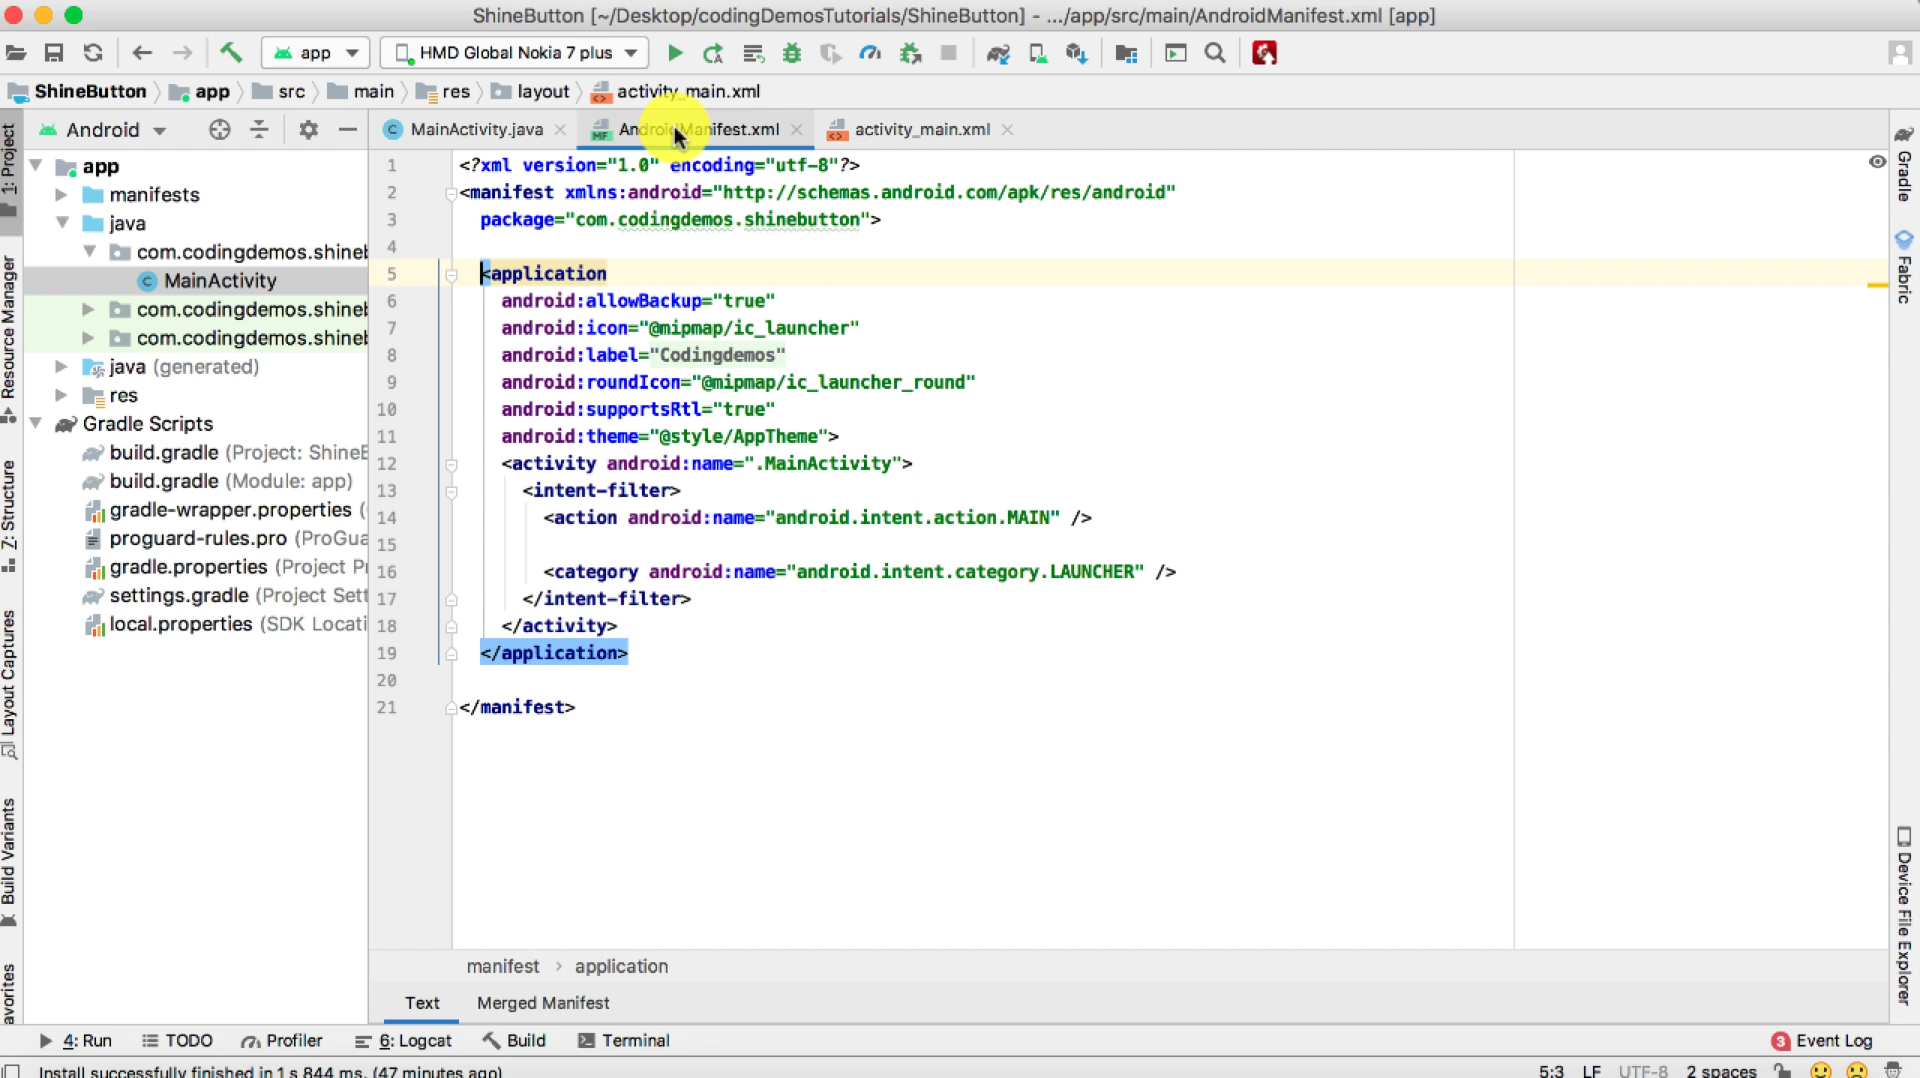 ShineButton [~/Desktop/codingDemosTutorials/ShineButton] - .../app/src/main/AndroidManifest.xml [app]
app
HMD Global Nokia 7 plus
ShineButton app src main res layout activity_main.xml
1: Project
Resource Manager
Z: Structure
Layout Captures
Build Variants
avorites
Android
app
manifests
java
com.codingdemos.shineb
MainActivity
com.codingdemos.shineb
com.codingdemos.shineb
java (generated)
res
Gradle Scripts
build.gradle (Project: ShineB
build.gradle (Module: app)
gradle-wrapper.properties (
proguard-rules.pro (ProGua
gradle.properties (Project Pr
settings.gradle (Project Sett
local.properties (SDK Locati
MainActivity.java AndroidManifest.xml activity_main.xml
MF
1 <?xml version="1.0" encoding="utf-8"?>
2 <manifest xmlns:android="http://schemas.android.com/apk/res/android"
3 package="com.codingdemos.shinebutton">
4
5 <application
6 android:allowBackup="true"
7 android:icon="@mipmap/ic_launcher"
8 android:label="Codingdemos"
9 android:roundIcon="@mipmap/ic_launcher_round"
10 android:supportsRtl="true"
11 android:theme="@style/AppTheme">
12 <activity android:name=".MainActivity">
13 <intent-filter>
14 <action android:name="android.intent.action.MAIN" />
15
16 <category android:name="android.intent.category.LAUNCHER" />
17 </intent-filter>
18 </activity>
19 </application>
20
21 </manifest>
manifest › application
Text Merged Manifest
Gradle
Fabric
Device File Explorer
4: Run TODO Profiler 6: Logcat Build Terminal 3 Event Log
Install successfully finished in 1 s 844 ms. (47 minutes ago) 5:3 LF UTF-8 2 spaces